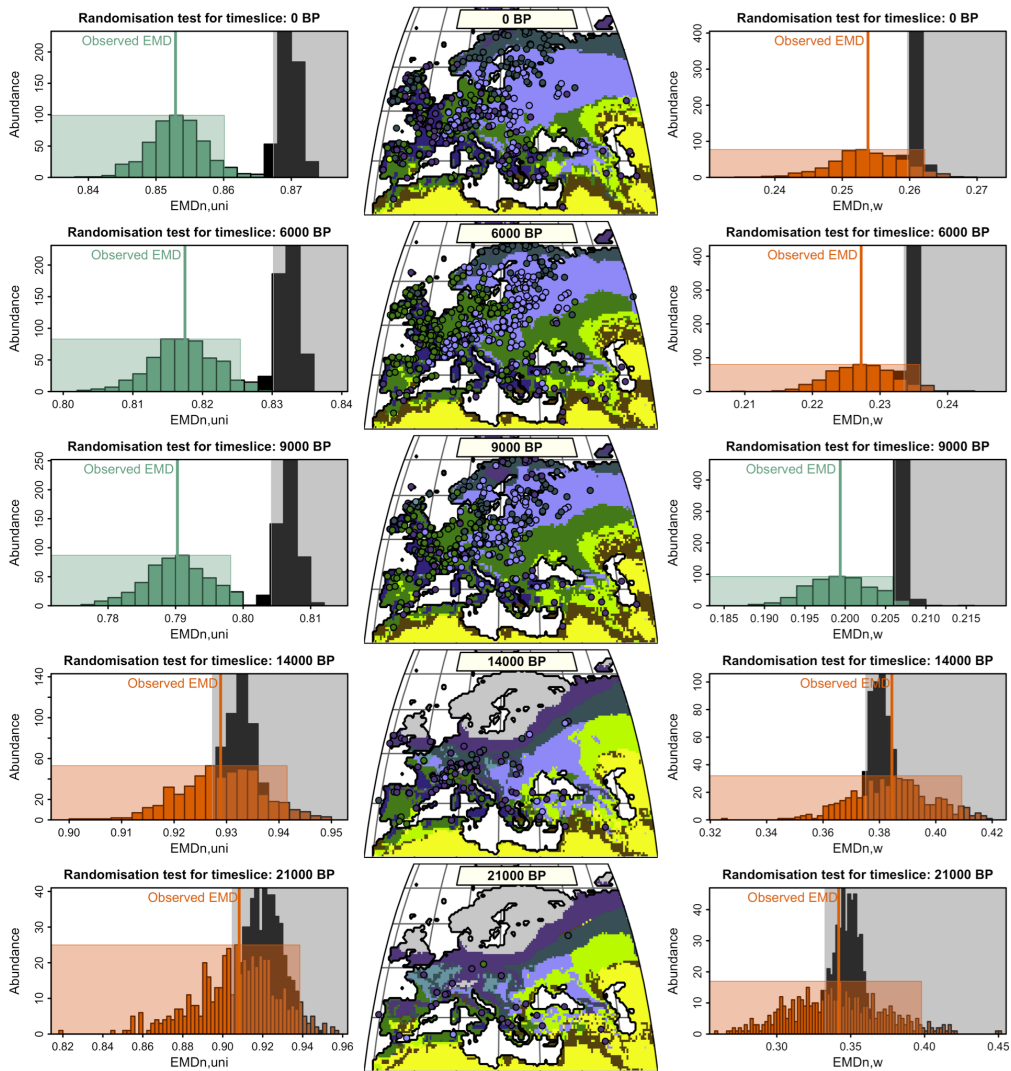 Randomisation test for timeslice: 0 BP
Observed EMD
Abundance
200
150
100
50
0
0.84
0.85
0.86
0.87
EMDn,uni
0 BP
Randomisation test for timeslice: 0 BP
Observed EMD
Abundance
400
300
200
100
0
0.24
0.25
0.26
0.27
EMDn,w
Randomisation test for timeslice: 6000 BP
Observed EMD
Abundance
200
150
100
50
0
0.80
0.81
0.82
0.83
0.84
EMDn,uni
6000 BP
Randomisation test for timeslice: 6000 BP
Observed EMD
Abundance
400
300
200
100
0
0.21
0.22
0.23
0.24
EMDn,w
Randomisation test for timeslice: 9000 BP
Observed EMD
Abundance
250
200
150
100
50
0
0.78
0.79
0.80
0.81
EMDn,uni
9000 BP
Randomisation test for timeslice: 9000 BP
Observed EMD
Abundance
400
300
200
100
0
0.185
0.190
0.195
0.200
0.205
0.210
0.215
EMDn,w
Randomisation test for timeslice: 14000 BP
Observed EMD
Abundance
140
100
80
60
40
20
0
0.90
0.91
0.92
0.93
0.94
0.95
EMDn,uni
14000 BP
Randomisation test for timeslice: 14000 BP
Observed EMD
Abundance
100
80
60
40
20
0
0.32
0.34
0.36
0.38
0.40
0.42
EMDn,w
Randomisation test for timeslice: 21000 BP
Observed EMD
Abundance
40
30
20
10
0
0.82
0.84
0.86
0.88
0.90
0.92
0.94
0.96
EMDn,uni
21000 BP
Randomisation test for timeslice: 21000 BP
Observed EMD
Abundance
40
30
20
10
0
0.30
0.35
0.40
0.45
EMDn,w